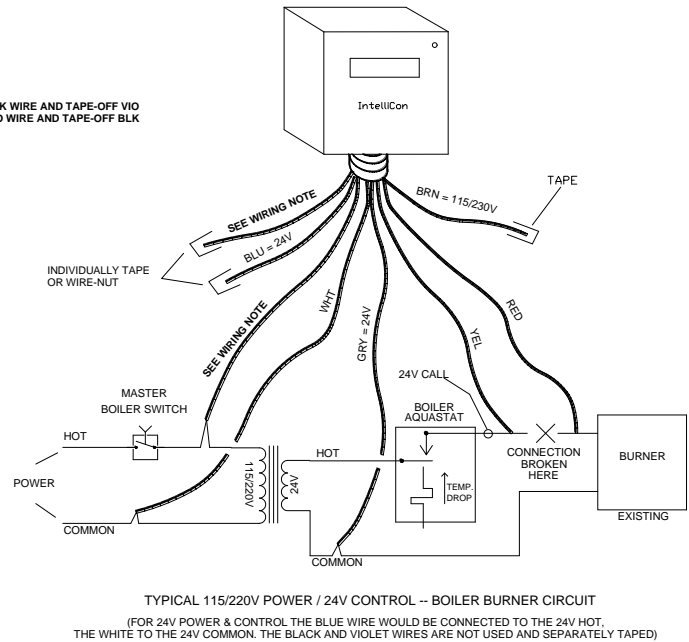 K WIRE AND TAPE-OFF VIO
WIRE AND TAPE-OFF BLK
IntelliCon
TAPE
BRN = 115/230V
SEE WIRING NOTE
BLU = 24V
INDIVIDUALLY TAPE
OR WIRE-NUT
SEE WIRING NOTE
WHT
GRY = 24V
YEL
RED
24V CALL
MASTER
BOILER SWITCH
BOILER
AQUASTAT
HOT
POWER
COMMON
115/220V
24V
HOT
TEMP.
DROP
COMMON
CONNECTION
BROKEN
HERE
BURNER
EXISTING
TYPICAL 115/220V POWER / 24V CONTROL -- BOILER BURNER CIRCUIT
(FOR 24V POWER & CONTROL THE BLUE WIRE WOULD BE CONNECTED TO THE 24V HOT,
THE WHITE TO THE 24V COMMON. THE BLACK AND VIOLET WIRES ARE NOT USED AND SEPARATELY TAPED)